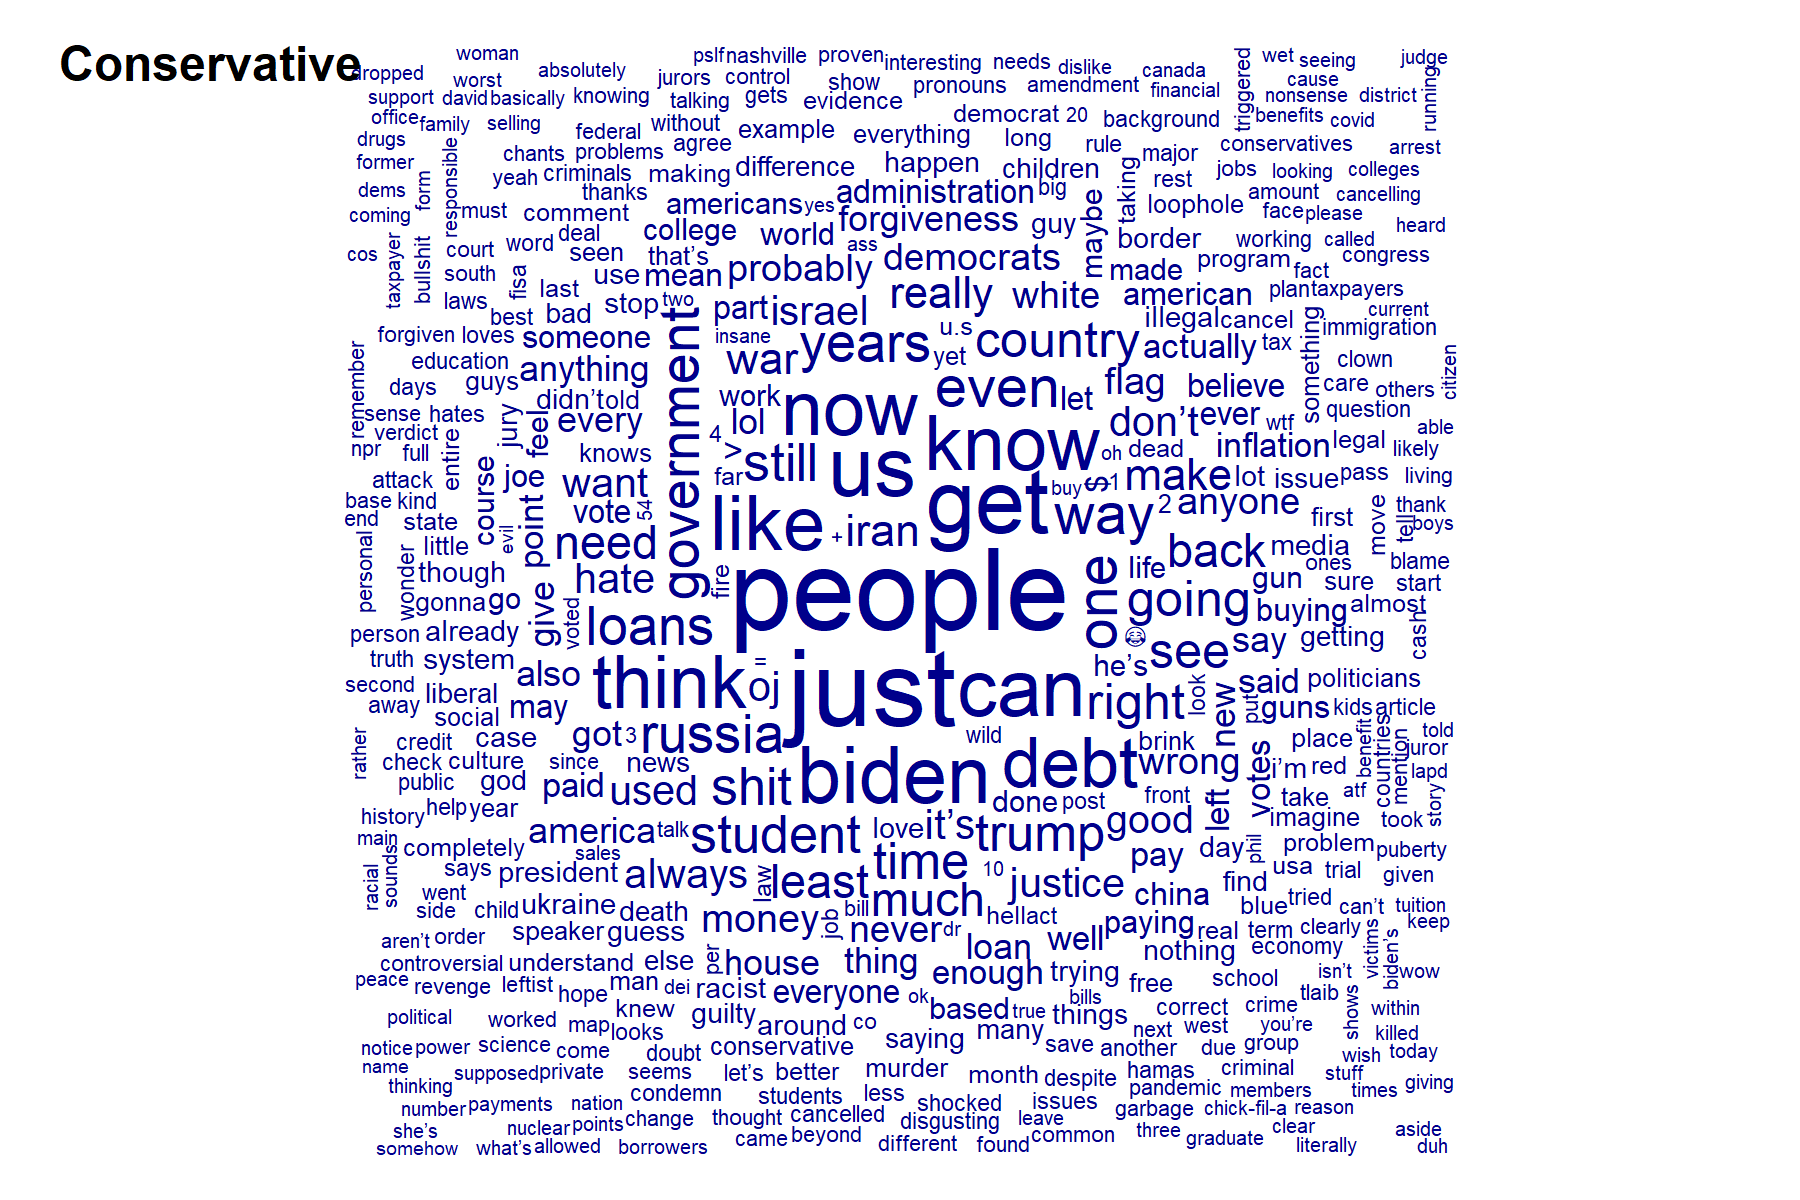 Conservative
woman pslf nashville proven interesting needs dislike wet seeing judge
dropped worst absolutely jurors control show pronouns amendment canada financial triggered cause running
support david basically knowing talking gets evidence nonsense district
office family selling federal without example everything democrat 20 background benefits covid
drugs chants problems agree long rule conservatives arrest
former yeah criminals making difference happen children major jobs looking colleges
dems form responsible thanks americans yes administration big taking rest loophole amount cancelling
coming must comment college world forgiveness guy maybe face please heard
cos taxpayer bullshit court word deal seen that's ass democrats border working called congress
south fisa last use mean probably made program fact
laws best bad stop two part israel really white american plan taxpayers current
forgiven loves someone government insane years u.s country illegal cancel something immigration
remember education anything war yet actually tax clown citizen
days guys didn't told work now even let flag believe care others
sense hates jury feel every lol know don't ever wtf question able
verdict npr full entire knows 4 > still us oh dead inflation legal likely
attack course joe want far get buy $ 1 make lot issue pass living
base kind point vote 54 like + iran way 2 anyone first move thank
end state evil need tell boys
personal wonder little though hate fire people one life back media ones blame
gonna go give voted loans going gun sure start
person already buying almost cash
truth system also think = oj just can 😂 he's see say getting
second away liberal may right look new put said politicians
social got 3 russia wild guns kids article
rather credit case since news biden debt brink wrong votes place benefit countries told juror
check culture paid used shit i'm red mention lapd
public god done post front left take atf story
history help year america talk student love it's trump good imagine took
main completely sales time pay day phil problem puberty
racial sounds says president always law least 10 justice china find usa trial given
went ukraine death money job bill much hell act blue tried can't tuition
side child speaker guess never dr loan well paying real term clearly keep
aren't order per house thing nothing economy victims biden's
controversial understand else enough trying isn't wow
peace revenge leftist hope man dei racist everyone ok bills free school tlaib
political worked map knew looks guilty around co based true things correct crime shows within
notice power science come doubt conservative saying many save next west you're killed
name another due group wish today
thinking supposed private seems let's better murder month despite hamas criminal stuff
number payments nation condemn students less shocked issues pandemic members times giving
she's nuclear points change thought cancelled disgusting leave garbage chick-fil-a reason
somehow what's allowed borrowers came beyond different found common three graduate clear literally aside
duh